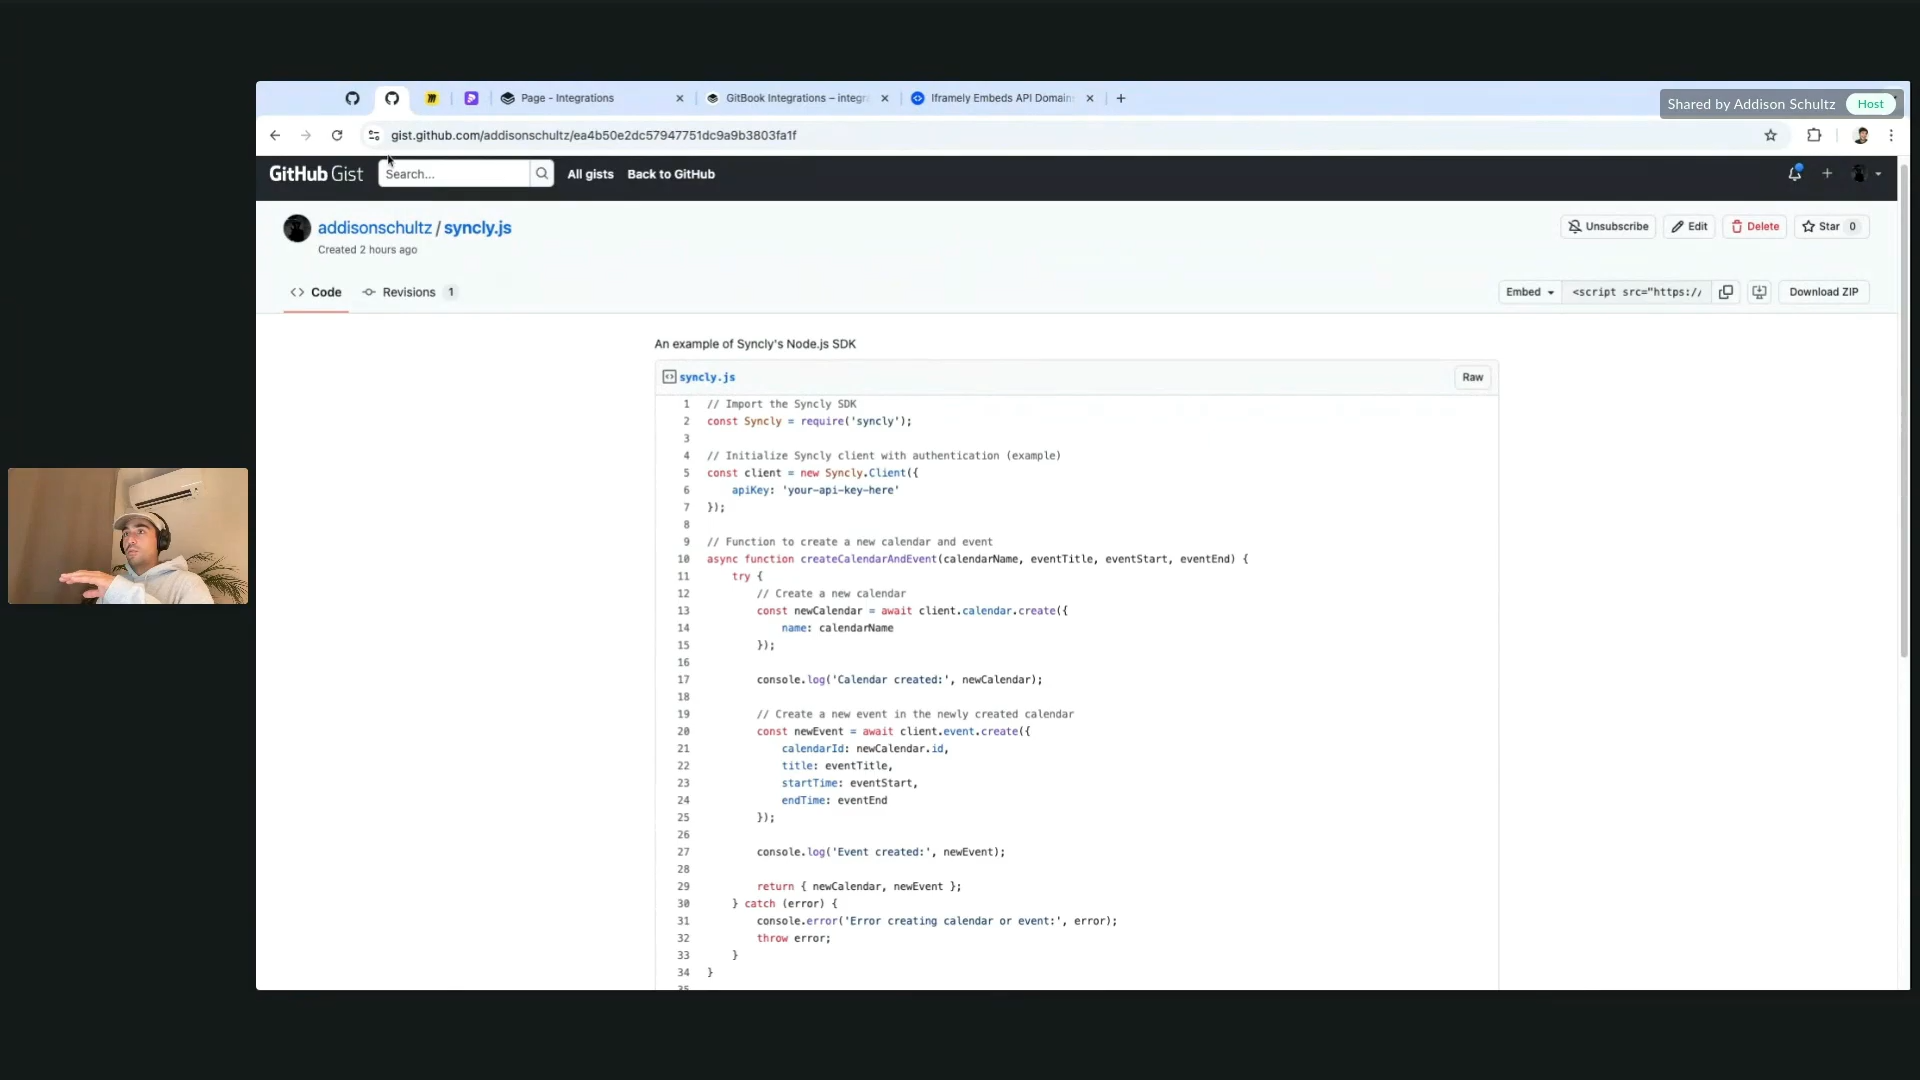 Page - Integrations
GitBook Integrations – integr
Iframely Embeds API Domain
Shared by Addison Schultz Host
gist.github.com/addisonschultz/ea4b50e2dc57947751dc9a9b3803fa1f
GitHub Gist Search... All gists Back to GitHub
addisonschultz / syncly.js
Created 2 hours ago
Unsubscribe Edit Delete Star 0
Code Revisions 1
Embed <script src="https:// Download ZIP
An example of Syncly's Node.js SDK
syncly.js Raw
1 // Import the Syncly SDK
2 const Syncly = require('syncly');
3
4 // Initialize Syncly client with authentication (example)
5 const client = new Syncly.Client({
6 apiKey: 'your-api-key-here'
7 });
8
9 // Function to create a new calendar and event
10 async function createCalendarAndEvent(calendarName, eventTitle, eventStart, eventEnd) {
11 try {
12 // Create a new calendar
13 const newCalendar = await client.calendar.create({
14 name: calendarName
15 });
16
17 console.log('Calendar created:', newCalendar);
18
19 // Create a new event in the newly created calendar
20 const newEvent = await client.event.create({
21 calendarId: newCalendar.id,
22 title: eventTitle,
23 startTime: eventStart,
24 endTime: eventEnd
25 });
26
27 console.log('Event created:', newEvent);
28
29 return { newCalendar, newEvent };
30 } catch (error) {
31 console.error('Error creating calendar or event:', error);
32 throw error;
33 }
34 }
35